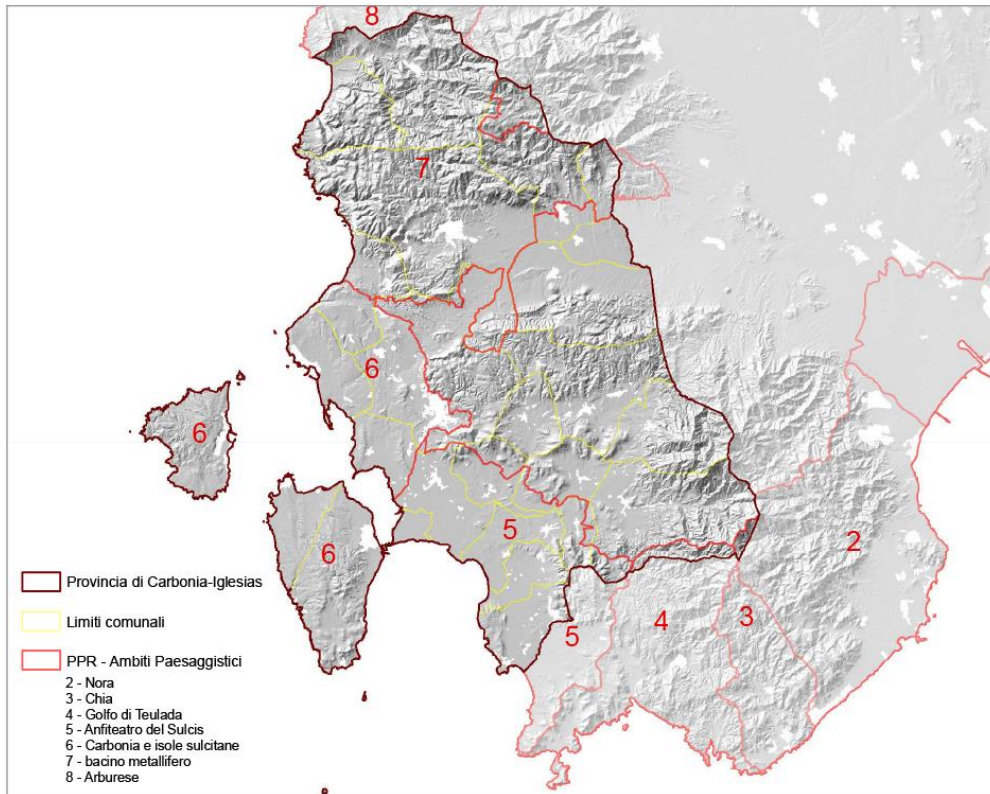 8
7
6
6
6
5
2
5
4
3
Provincia di Carbonia-Iglesias
Limiti comunali
PPR - Ambiti Paesaggistici
2 - Nora
3 - Chia
4 - Golfo di Teulada
5 - Anfiteatro del Sulcis
6 - Carbonia e isole sulcitane
7 - bacino metallifero
8 - Arburese